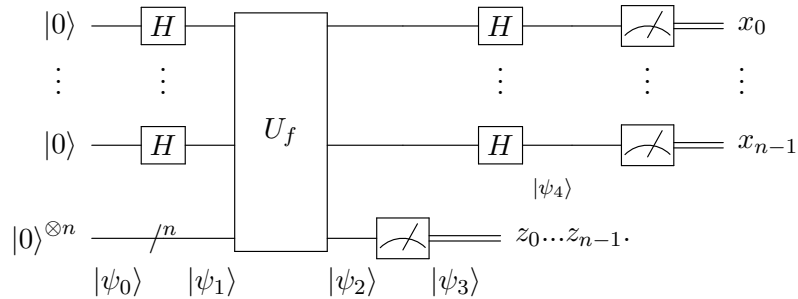 |0⟩ H H x₀
⋮ ⋮ ⋮ ⋮ ⋮
|0⟩ H U_f H x_{n−1}
|ψ₄⟩
|0⟩^{⊗n} n z₀...z_{n−1}.
|ψ₀⟩ |ψ₁⟩ |ψ₂⟩ |ψ₃⟩